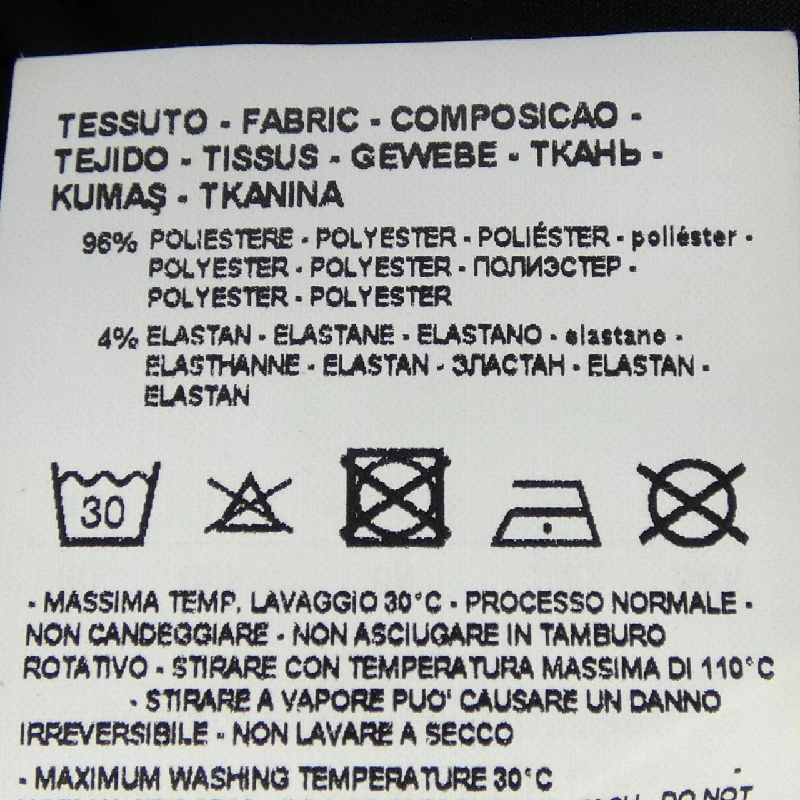 TESSUTO - FABRIC - COMPOSICAO -
TEJIDO - TISSUS - GEWEBE - ТКАНЬ -
KUMAŞ - TKANINA
96% POLIESTERE - POLYESTER - POLIÉSTER - poliéster -
POLYESTER - POLYESTER - ПОЛИЭСТЕР -
POLYESTER - POLYESTER
4% ELASTAN - ELASTANE - ELASTANO - elastano -
ELASTHANNE - ELASTAN - ЭЛАСТАН - ELASTAN -
ELASTAN
30
- MASSIMA TEMP. LAVAGGIO 30°C - PROCESSO NORMALE -
NON CANDEGGIARE - NON ASCIUGARE IN TAMBURO
ROTATIVO - STIRARE CON TEMPERATURA MASSIMA DI 110°C
- STIRARE A VAPORE PUO' CAUSARE UN DANNO
IRREVERSIBILE - NON LAVARE A SECCO
- MAXIMUM WASHING TEMPERATURE 30°C -
DO NOT